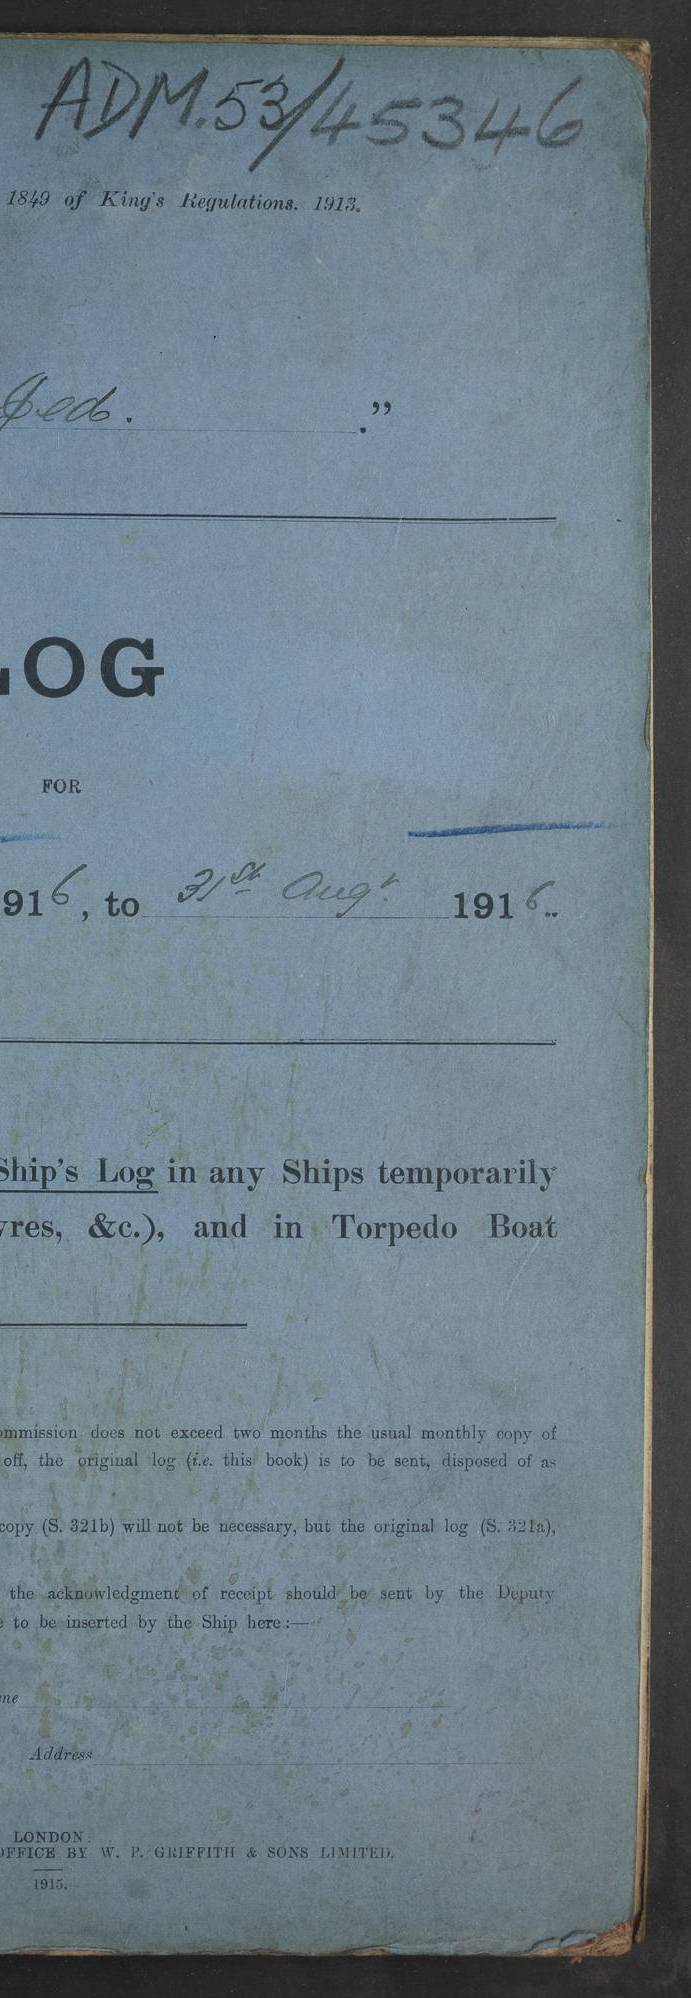 ADM.53/45346
1849 of King's Regulations. 1913.
Jed. ."
LOG
FOR
916, to 31st Augt. 1916..
Ship's Log in any Ships temporarily
yres, &c.), and in Torpedo Boat
ommission does not exceed two months the usual monthly copy of
off, the original log (i.e. this book) is to be sent, disposed of as
copy (S. 321b) will not be necessary, but the original log (S. 321a),
the acknowledgment of receipt should be sent by the Deputy
e to be inserted by the Ship here:—
me
Address
LONDON:
OFFICE BY W. P. GRIFFITH & SONS LIMITED.
1915.